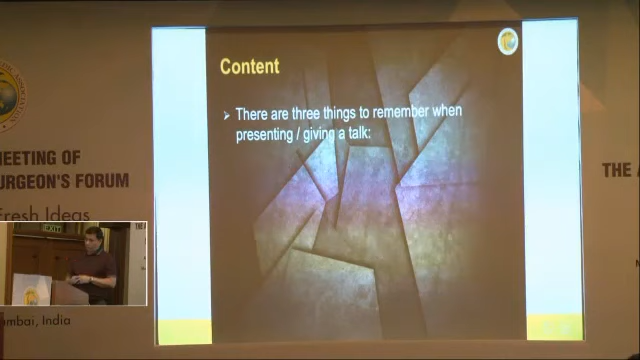 Content
➢ There are three things to remember when
presenting / giving a talk:
MEETING OF
URGEON'S FORUM
Fresh Ideas
EXIT
mbai, India
THE A